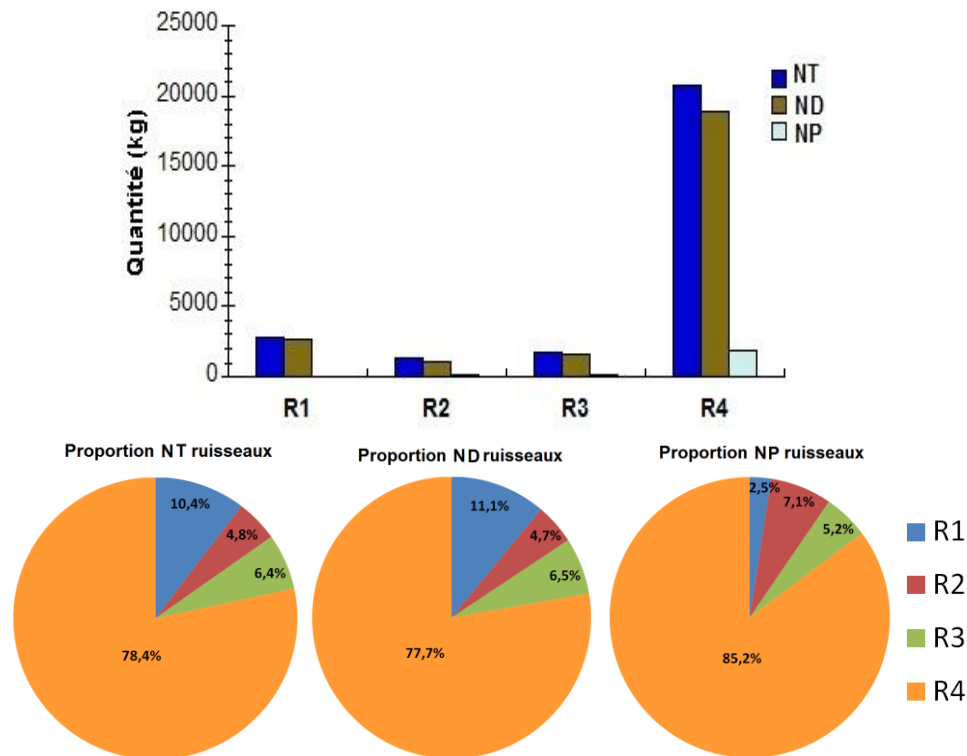 25000
20000
15000
10000
5000
0
Quantité (kg)
NT
ND
NP
R1 R2 R3 R4
Proportion NT ruisseaux
10,4%
4,8%
6,4%
78,4%
Proportion ND ruisseaux
11,1%
4,7%
6,5%
77,7%
Proportion NP ruisseaux
2,5%
7,1%
5,2%
85,2%
R1
R2
R3
R4